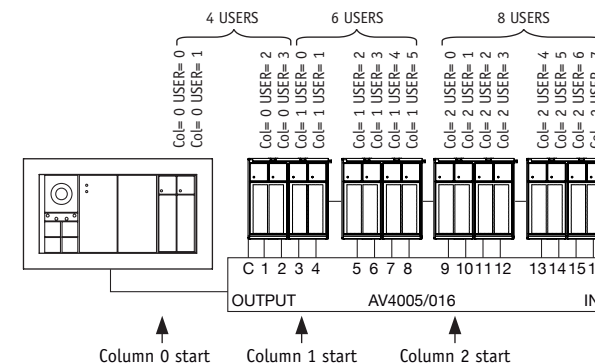 4 USERS
6 USERS
8 USERS
Col= 0 USER= 0
Col= 0 USER= 1
Col= 0 USER= 2
Col= 0 USER= 3
Col= 1 USER= 0
Col= 1 USER= 1
Col= 1 USER= 2
Col= 1 USER= 3
Col= 1 USER= 4
Col= 1 USER= 5
Col= 2 USER= 0
Col= 2 USER= 1
Col= 2 USER= 2
Col= 2 USER= 3
Col= 2 USER= 4
Col= 2 USER= 5
Col= 2 USER= 6
C 1 2 3 4 5 6 7 8 9 10 11 12 13 14 15
OUTPUT AV4005/016 IN
Column 0 start Column 1 start Column 2 start